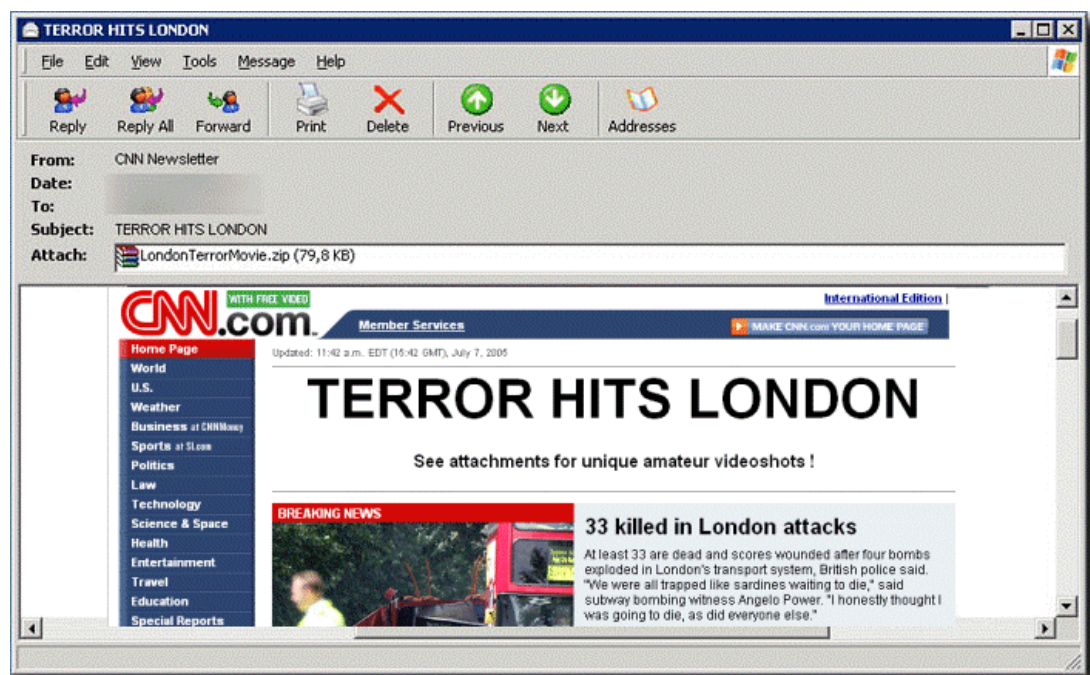 TERROR HITS LONDON
File Edit View Tools Message Help
Reply Reply All Forward Print Delete Previous Next Addresses
From: CNN Newsletter
Date:
To:
Subject: TERROR HITS LONDON
Attach: LondonTerrorMovie.zip (79,8 KB)
CNN.com WITH FREE VIDEO
International Edition |
Member Services
MAKE CNN.com YOUR HOME PAGE
Home Page
World
U.S.
Weather
Business at CNNMoney
Sports at SI.com
Politics
Law
Technology
Science & Space
Health
Entertainment
Travel
Education
Special Reports
Updated: 11:42 a.m. EDT (15:42 GMT), July 7, 2005
TERROR HITS LONDON
See attachments for unique amateur videoshots !
BREAKING NEWS
33 killed in London attacks
At least 33 are dead and scores wounded after four bombs
exploded in London's transport system, British police said.
"We were all trapped like sardines waiting to die," said
subway bombing witness Angelo Power. "I honestly thought I
was going to die, as did everyone else."